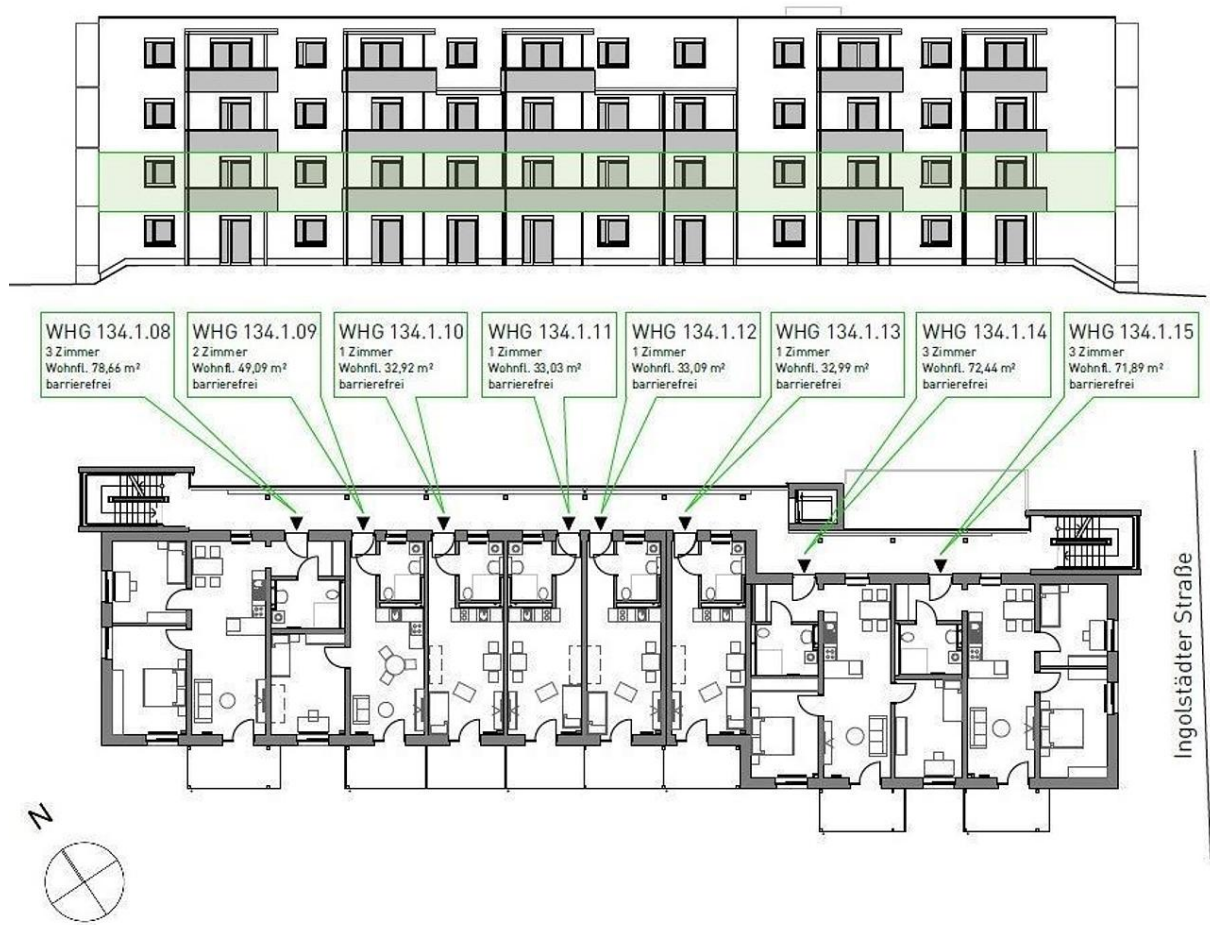 WHG 134.1.08
3 Zimmer
Wohnfl. 78,66 m²
barrierefrei
WHG 134.1.09
2 Zimmer
Wohnfl. 49,09 m²
barrierefrei
WHG 134.1.10
1 Zimmer
Wohnfl. 32,92 m²
barrierefrei
WHG 134.1.11
1 Zimmer
Wohnfl. 33,03 m²
barrierefrei
WHG 134.1.12
1 Zimmer
Wohnfl. 33,09 m²
barrierefrei
WHG 134.1.13
1 Zimmer
Wohnfl. 32,99 m²
barrierefrei
WHG 134.1.14
3 Zimmer
Wohnfl. 72,44 m²
barrierefrei
WHG 134.1.15
3 Zimmer
Wohnfl. 71,89 m²
barrierefrei
Ingolstädter Straße
N